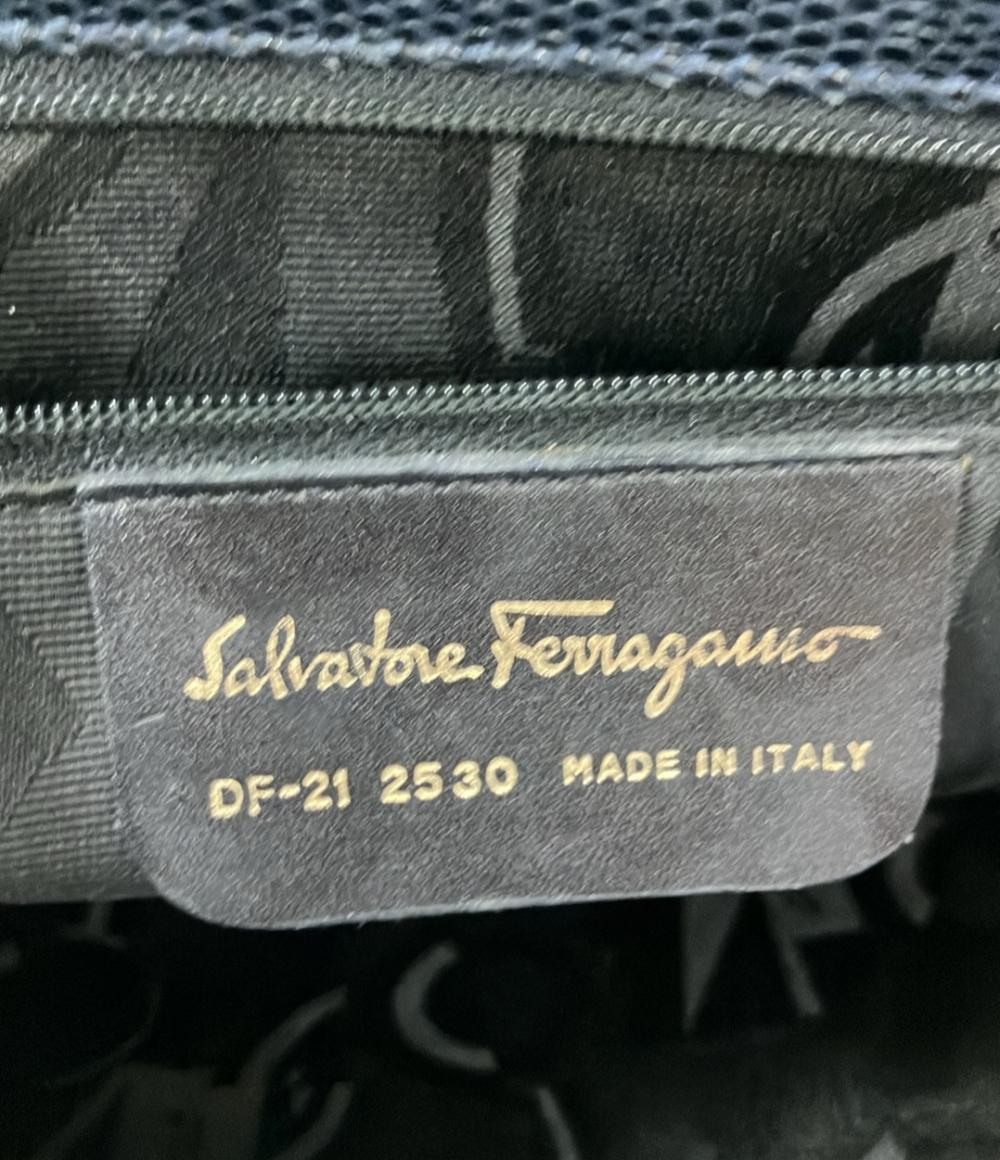 Salvatore Ferragamo
DF-21 2530 MADE IN ITALY